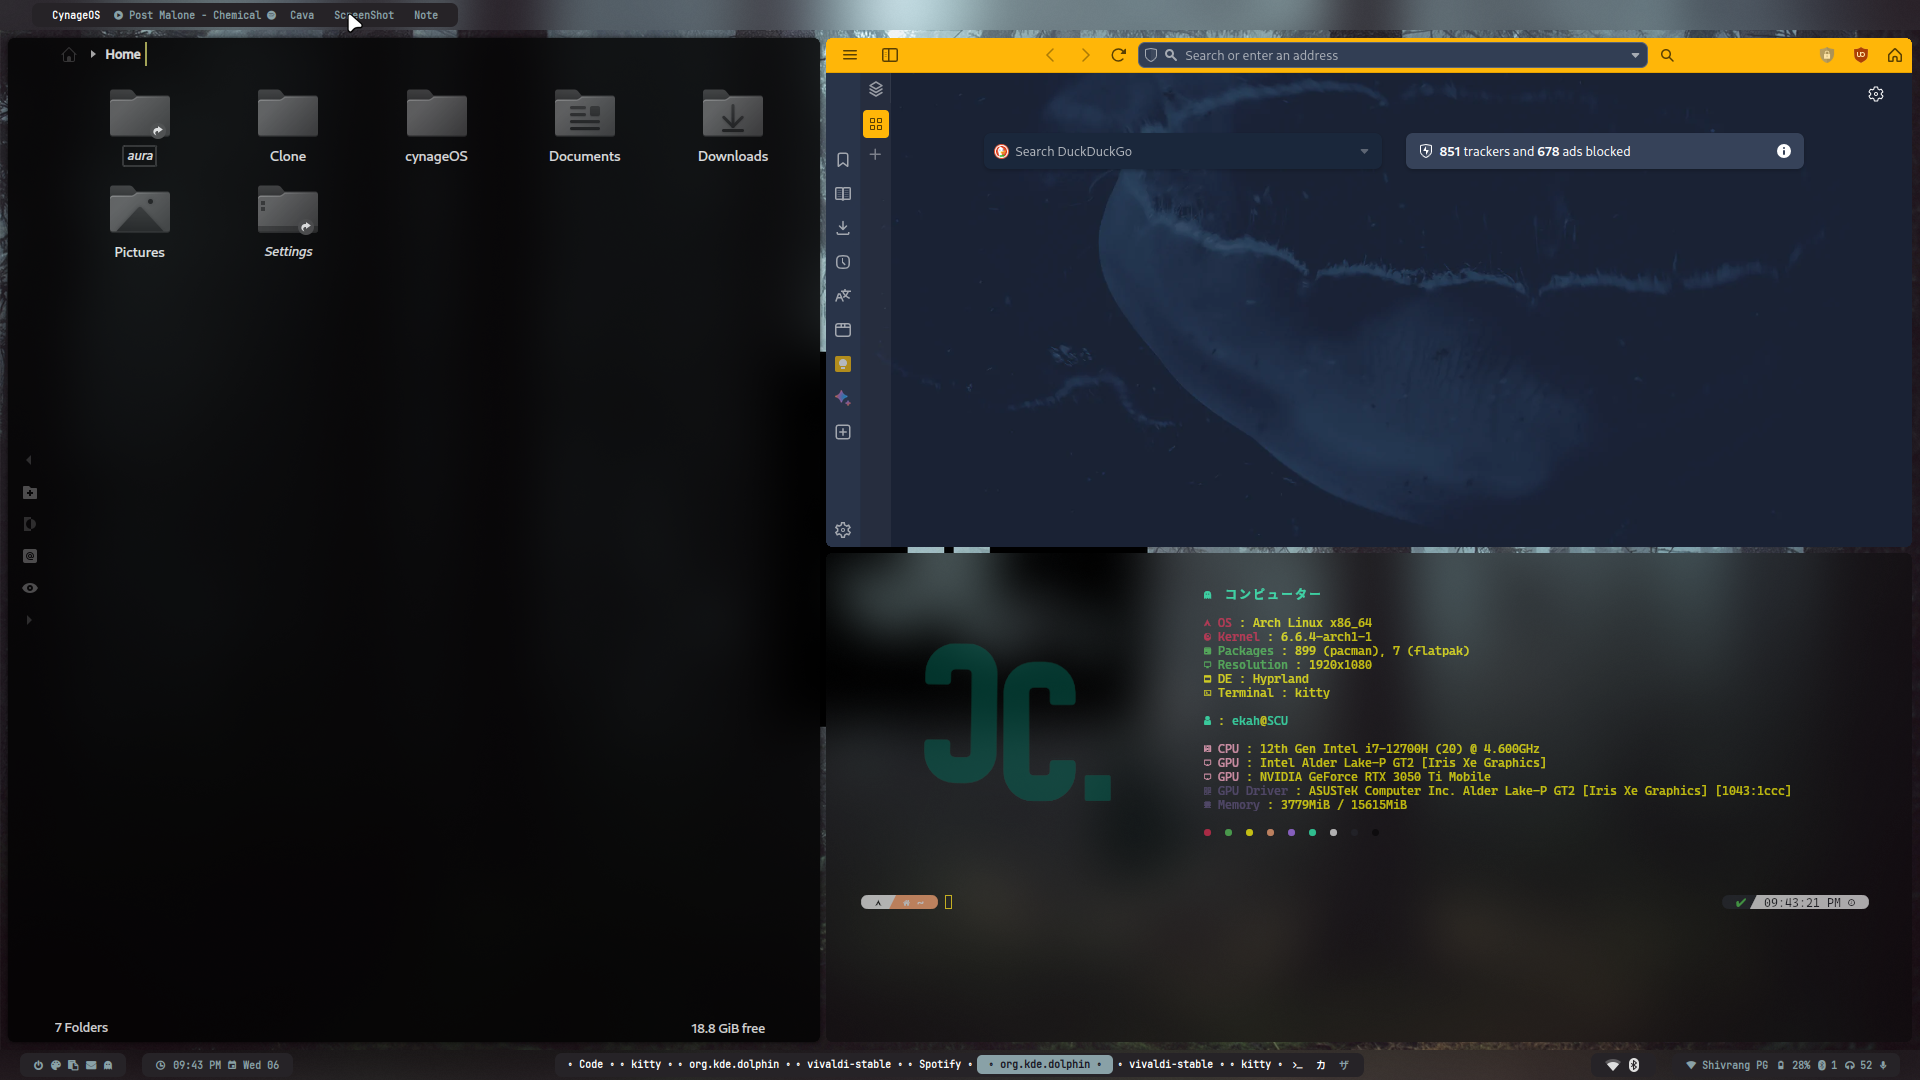 CynageOS Post Malone - Chemical Cava ScreenShot Note
Home
aura Clone cynageOS Documents Downloads
Pictures Settings
7 Folders 18.8 GiB free
Search or enter an address
Search DuckDuckGo
851 trackers and 678 ads blocked
コンピューター
OS : Arch Linux x86_64
Kernel : 6.6.4-arch1-1
Packages : 899 (pacman), 7 (flatpak)
Resolution : 1920x1080
DE : Hyprland
Terminal : kitty
: ekah@SCU
CPU : 12th Gen Intel i7-12700H (20) @ 4.600GHz
GPU : Intel Alder Lake-P GT2 [Iris Xe Graphics]
GPU : NVIDIA GeForce RTX 3050 Ti Mobile
GPU Driver : ASUSTeK Computer Inc. Alder Lake-P GT2 [Iris Xe Graphics] [1043:1ccc]
Memory : 3779MiB / 15615MiB
09:43:21 PM
09:43 PM Wed 06
• Code • • kitty • • org.kde.dolphin • • vivaldi-stable • • Spotify • • org.kde.dolphin • • vivaldi-stable • • kitty • >_ カ ザ
Shivrang PG 28% 1 52